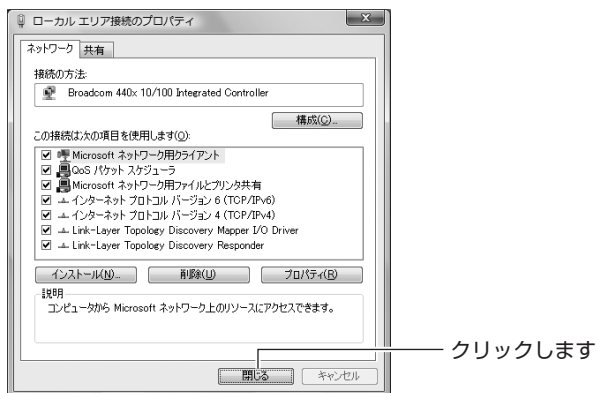 ローカル エリア接続のプロパティ
ネットワーク 共有
接続の方法:
Broadcom 440x 10/100 Integrated Controller
構成(C)...
この接続は次の項目を使用します(O):
Microsoft ネットワーク用クライアント
QoS パケット スケジューラ
Microsoft ネットワーク用ファイルとプリンタ共有
インターネット プロトコル バージョン 6 (TCP/IPv6)
インターネット プロトコル バージョン 4 (TCP/IPv4)
Link-Layer Topology Discovery Mapper I/O Driver
Link-Layer Topology Discovery Responder
インストール(N)... 削除(U) プロパティ(R)
説明
コンピュータから Microsoft ネットワーク上のリソースにアクセスできます。
クリックします
閉じる キャンセル